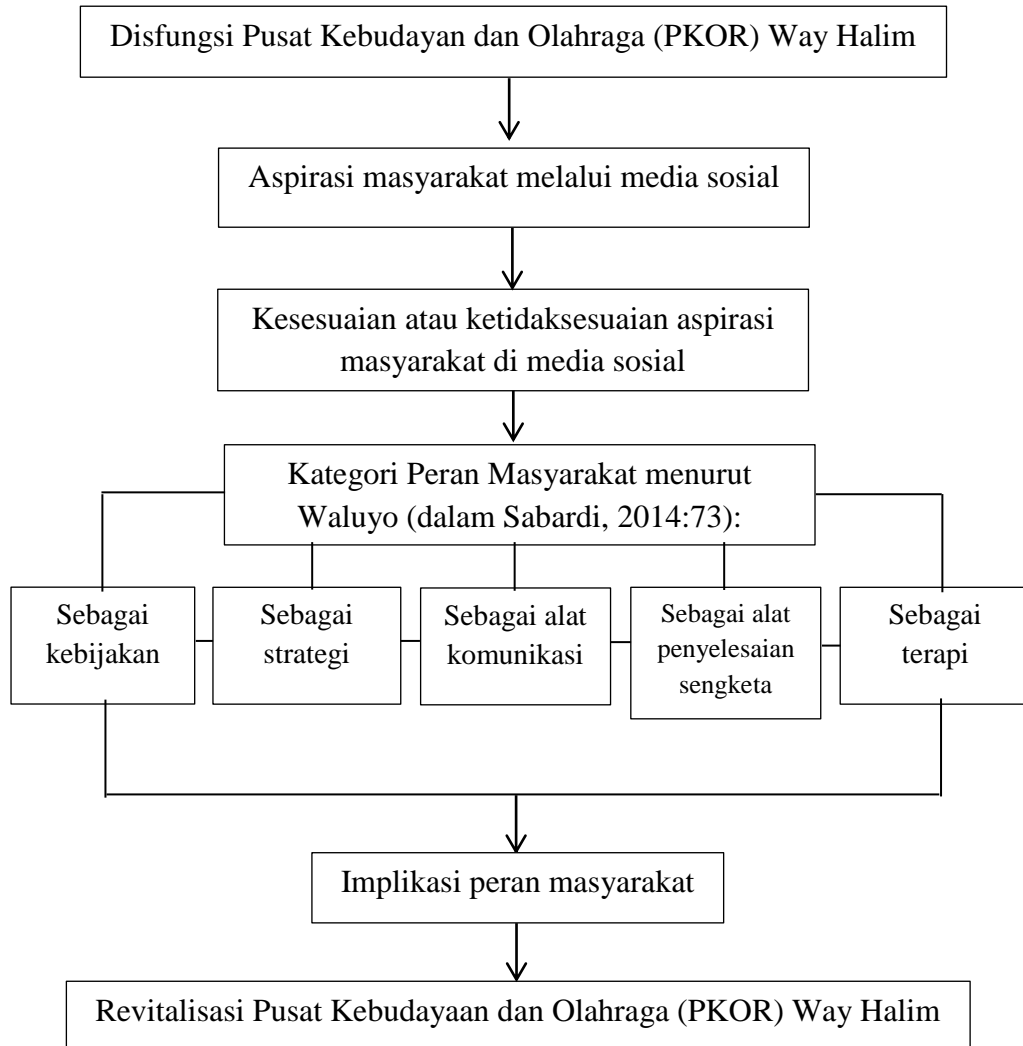 Disfungsi Pusat Kebudayan dan Olahraga (PKOR) Way Halim
Aspirasi masyarakat melalui media sosial
Kesesuaian atau ketidaksesuaian aspirasi
masyarakat di media sosial
Kategori Peran Masyarakat menurut
Waluyo (dalam Sabardi, 2014:73):
Sebagai
kebijakan
Sebagai
strategi
Sebagai alat
komunikasi
Sebagai alat
penyelesaian
sengketa
Sebagai
terapi
Implikasi peran masyarakat
Revitalisasi Pusat Kebudayaan dan Olahraga (PKOR) Way Halim